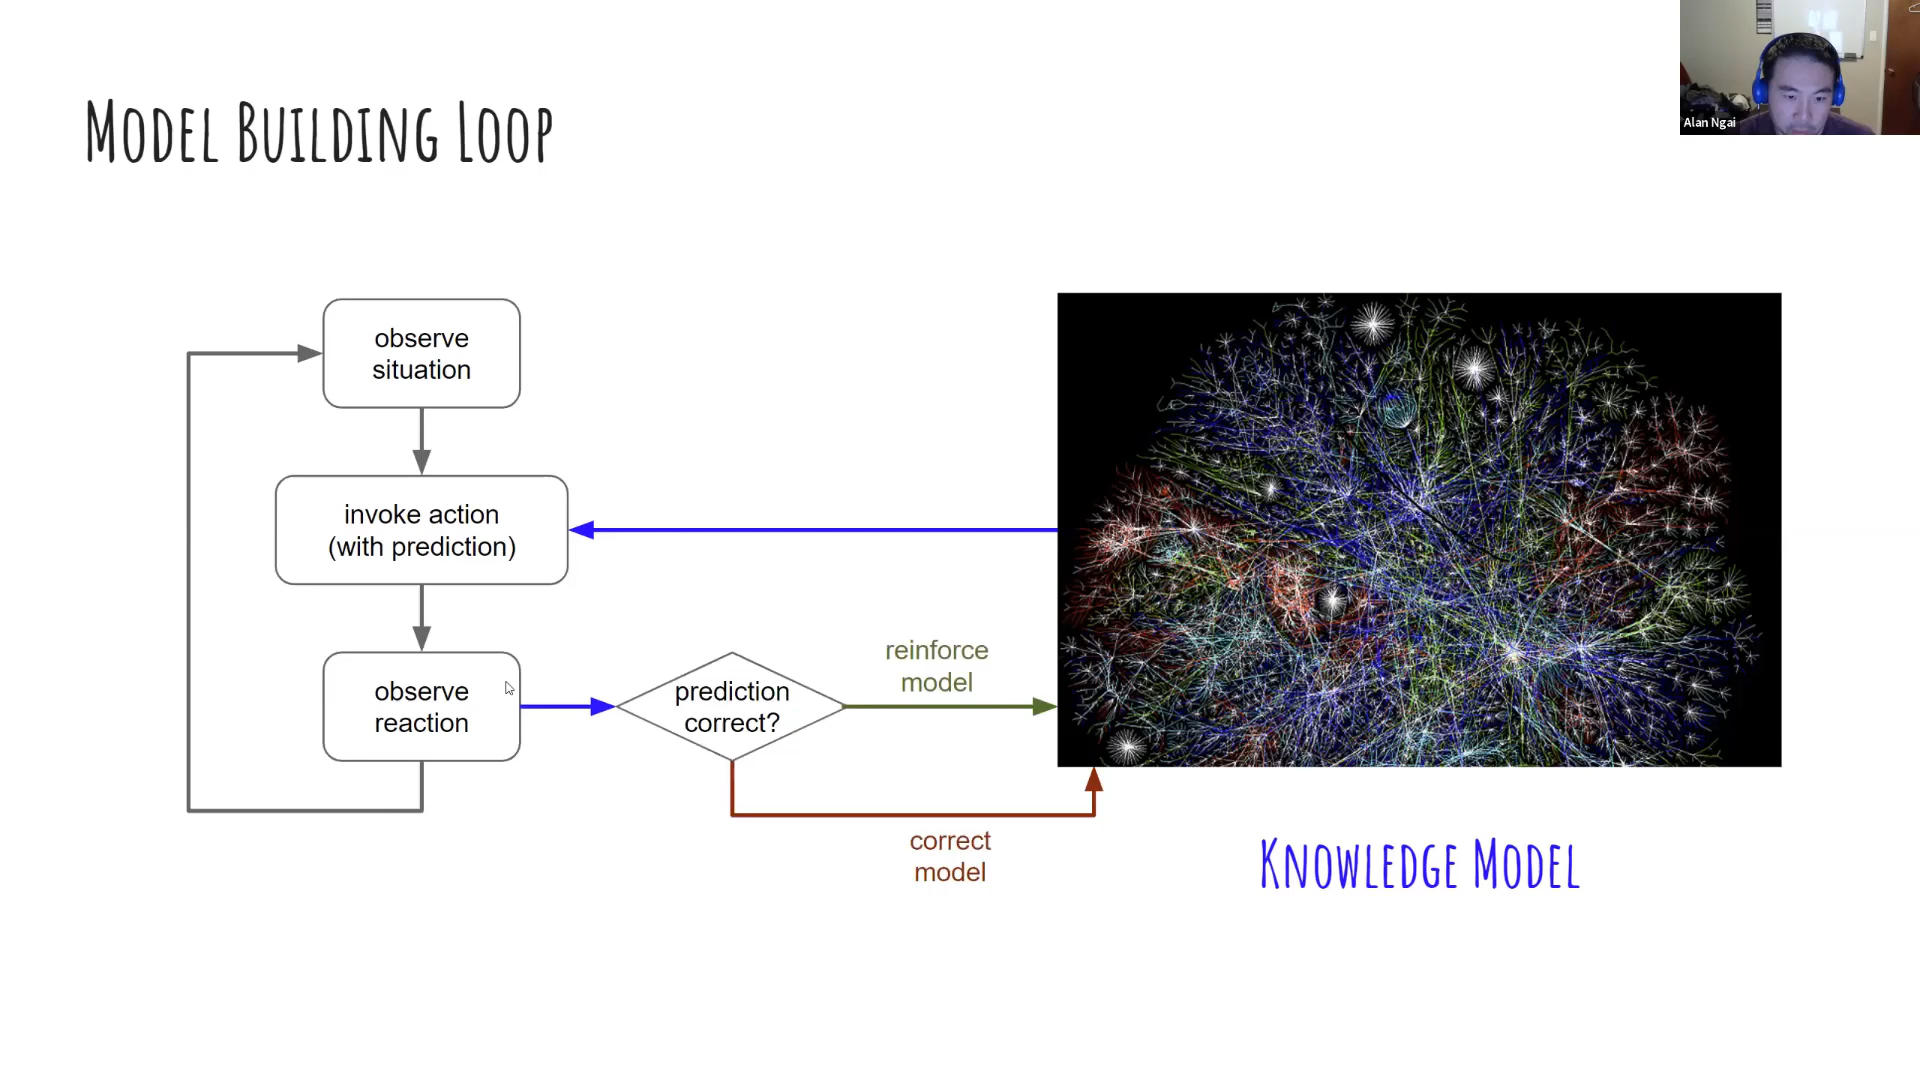 Model Building Loop
Alan Ngai
observe
situation
invoke action
(with prediction)
observe
reaction
prediction
correct?
reinforce
model
correct
model
Knowledge Model